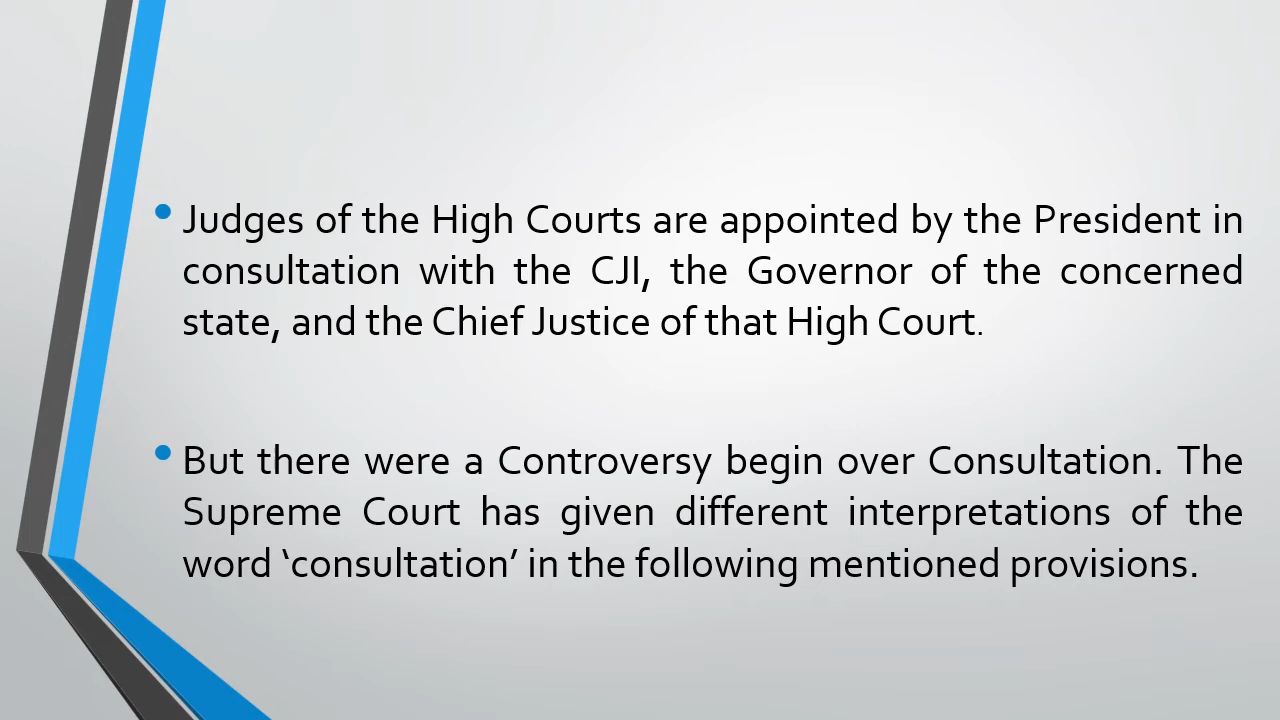 • Judges of the High Courts are appointed by the President in
consultation with the CJI, the Governor of the concerned
state, and the Chief Justice of that High Court.
• But there were a Controversy begin over Consultation. The
Supreme Court has given different interpretations of the
word ‘consultation’ in the following mentioned provisions.